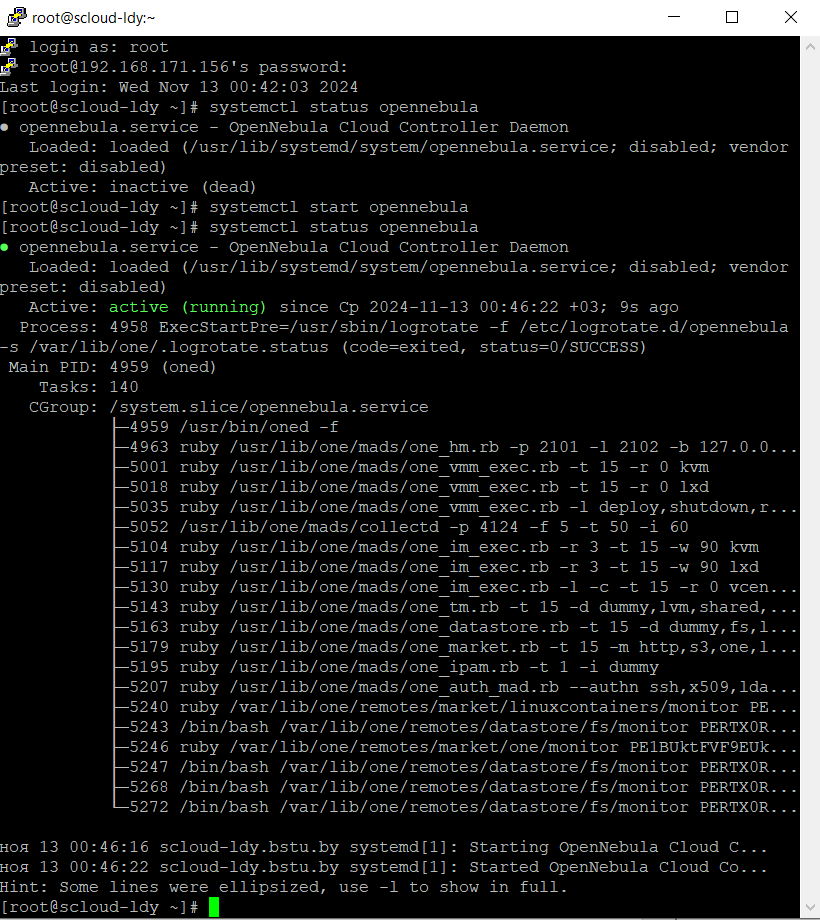 root@scloud-ldy:~
login as: root
root@192.168.171.156's password:
Last login: Wed Nov 13 00:42:03 2024
[root@scloud-ldy ~]# systemctl status opennebula
● opennebula.service - OpenNebula Cloud Controller Daemon
   Loaded: loaded (/usr/lib/systemd/system/opennebula.service; disabled; vendor
preset: disabled)
   Active: inactive (dead)
[root@scloud-ldy ~]# systemctl start opennebula
[root@scloud-ldy ~]# systemctl status opennebula
● opennebula.service - OpenNebula Cloud Controller Daemon
   Loaded: loaded (/usr/lib/systemd/system/opennebula.service; disabled; vendor
preset: disabled)
   Active: active (running) since Ср 2024-11-13 00:46:22 +03; 9s ago
  Process: 4958 ExecStartPre=/usr/sbin/logrotate -f /etc/logrotate.d/opennebula
-s /var/lib/one/.logrotate.status (code=exited, status=0/SUCCESS)
 Main PID: 4959 (oned)
    Tasks: 140
   CGroup: /system.slice/opennebula.service
           ├─4959 /usr/bin/oned -f
           ├─4963 ruby /usr/lib/one/mads/one_hm.rb -p 2101 -l 2102 -b 127.0.0...
           ├─5001 ruby /usr/lib/one/mads/one_vmm_exec.rb -t 15 -r 0 kvm
           ├─5018 ruby /usr/lib/one/mads/one_vmm_exec.rb -t 15 -r 0 lxd
           ├─5035 ruby /usr/lib/one/mads/one_vmm_exec.rb -l deploy,shutdown,r...
           ├─5052 /usr/lib/one/mads/collectd -p 4124 -f 5 -t 50 -i 60
           ├─5104 ruby /usr/lib/one/mads/one_im_exec.rb -r 3 -t 15 -w 90 kvm
           ├─5117 ruby /usr/lib/one/mads/one_im_exec.rb -r 3 -t 15 -w 90 lxd
           ├─5130 ruby /usr/lib/one/mads/one_im_exec.rb -l -c -t 15 -r 0 vcen...
           ├─5143 ruby /usr/lib/one/mads/one_tm.rb -t 15 -d dummy,lvm,shared,...
           ├─5163 ruby /usr/lib/one/mads/one_datastore.rb -t 15 -d dummy,fs,l...
           ├─5179 ruby /usr/lib/one/mads/one_market.rb -t 15 -m http,s3,one,l...
           ├─5195 ruby /usr/lib/one/mads/one_ipam.rb -t 1 -i dummy
           ├─5207 ruby /usr/lib/one/mads/one_auth_mad.rb --authn ssh,x509,lda...
           ├─5240 ruby /var/lib/one/remotes/market/linuxcontainers/monitor PE...
           ├─5243 /bin/bash /var/lib/one/remotes/datastore/fs/monitor PERTX0R...
           ├─5246 ruby /var/lib/one/remotes/market/one/monitor PE1BUktFVF9EUk...
           ├─5247 /bin/bash /var/lib/one/remotes/datastore/fs/monitor PERTX0R...
           ├─5268 /bin/bash /var/lib/one/remotes/datastore/fs/monitor PERTX0R...
           └─5272 /bin/bash /var/lib/one/remotes/datastore/fs/monitor PERTX0R...

ноя 13 00:46:16 scloud-ldy.bstu.by systemd[1]: Starting OpenNebula Cloud C...
ноя 13 00:46:22 scloud-ldy.bstu.by systemd[1]: Started OpenNebula Cloud Co...
Hint: Some lines were ellipsized, use -l to show in full.
[root@scloud-ldy ~]#